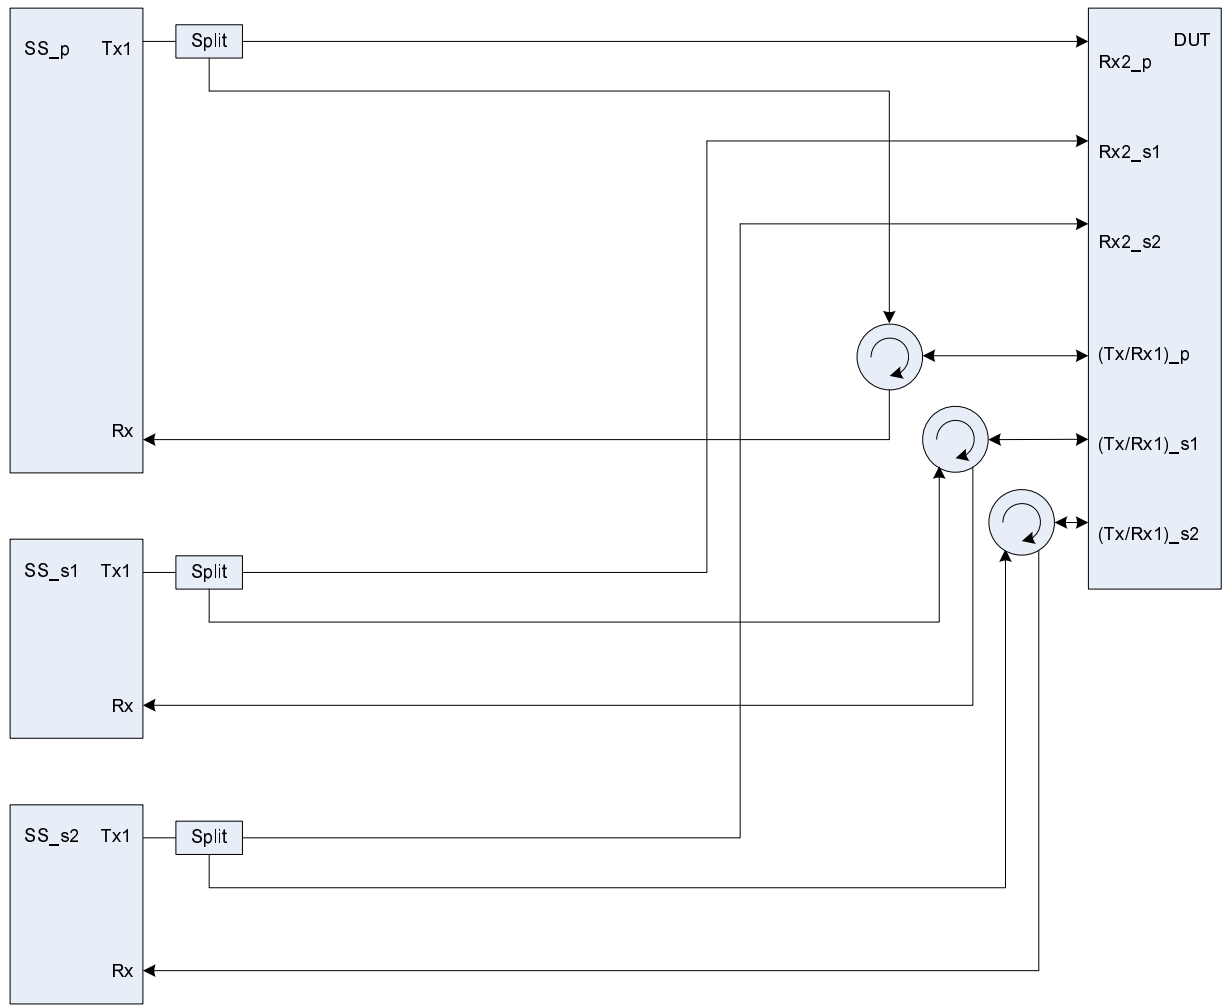 SS_p Tx1
Split
DUT
Rx2_p
Rx2_s1
Rx2_s2
(Tx/Rx1)_p
Rx
(Tx/Rx1)_s1
(Tx/Rx1)_s2
SS_s1 Tx1
Split
Rx
SS_s2 Tx1
Split
Rx